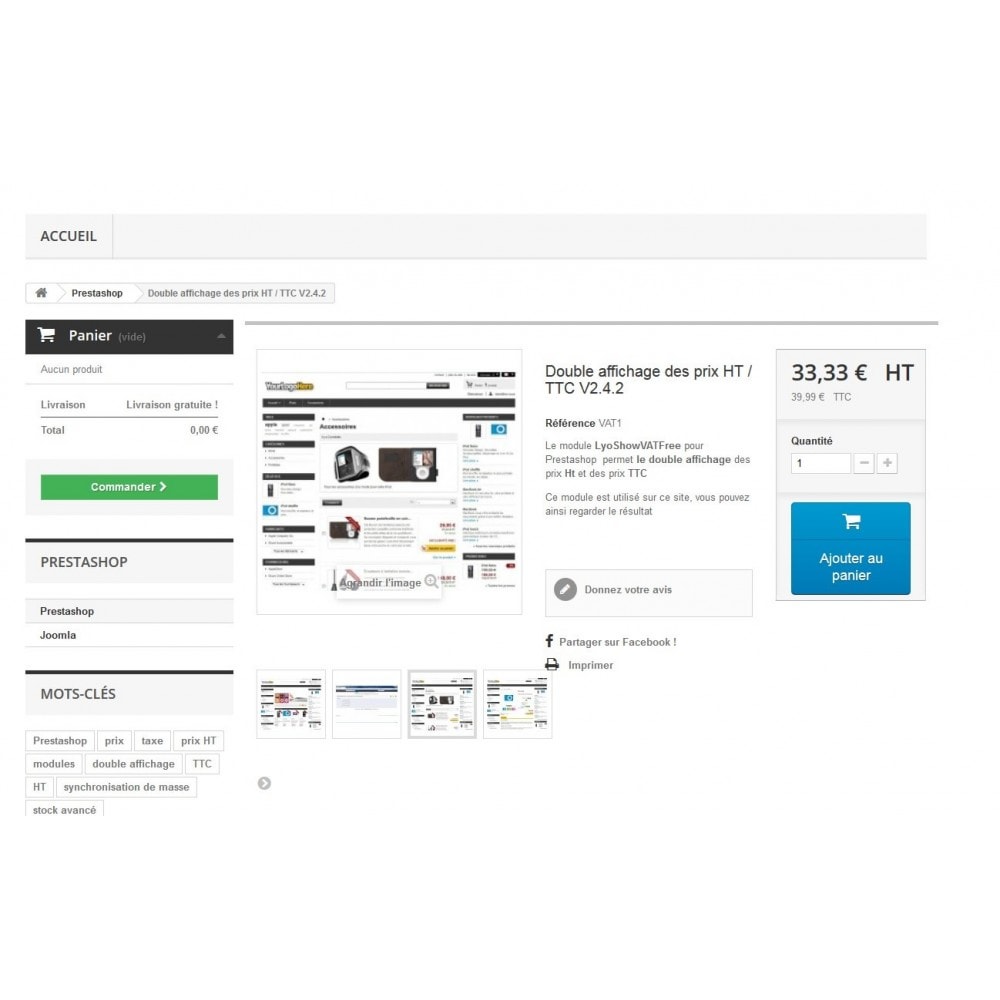 ACCUEIL
Prestashop
Double affichage des prix HT / TTC V2.4.2
Panier (vide)
Aucun produit
Livraison Livraison gratuite !
Total 0,00 €
Commander
PRESTASHOP
Prestashop
Joomla
MOTS-CLÉS
Prestashop prix taxe prix HT
modules double affichage TTC
HT synchronisation de masse
stock avancé
YourLogoHere
Accessoires
Agrandir l'image
Double affichage des prix HT /
TTC V2.4.2
Référence VAT1
Le module LyoShowVATFree pour
Prestashop permet le double affichage des
prix Ht et des prix TTC
Ce module est utilisé sur ce site, vous pouvez
ainsi regarder le résultat
Donnez votre avis
Partager sur Facebook !
Imprimer
33,33 € HT
39,99 € TTC
Quantité
1
Ajouter au
panier